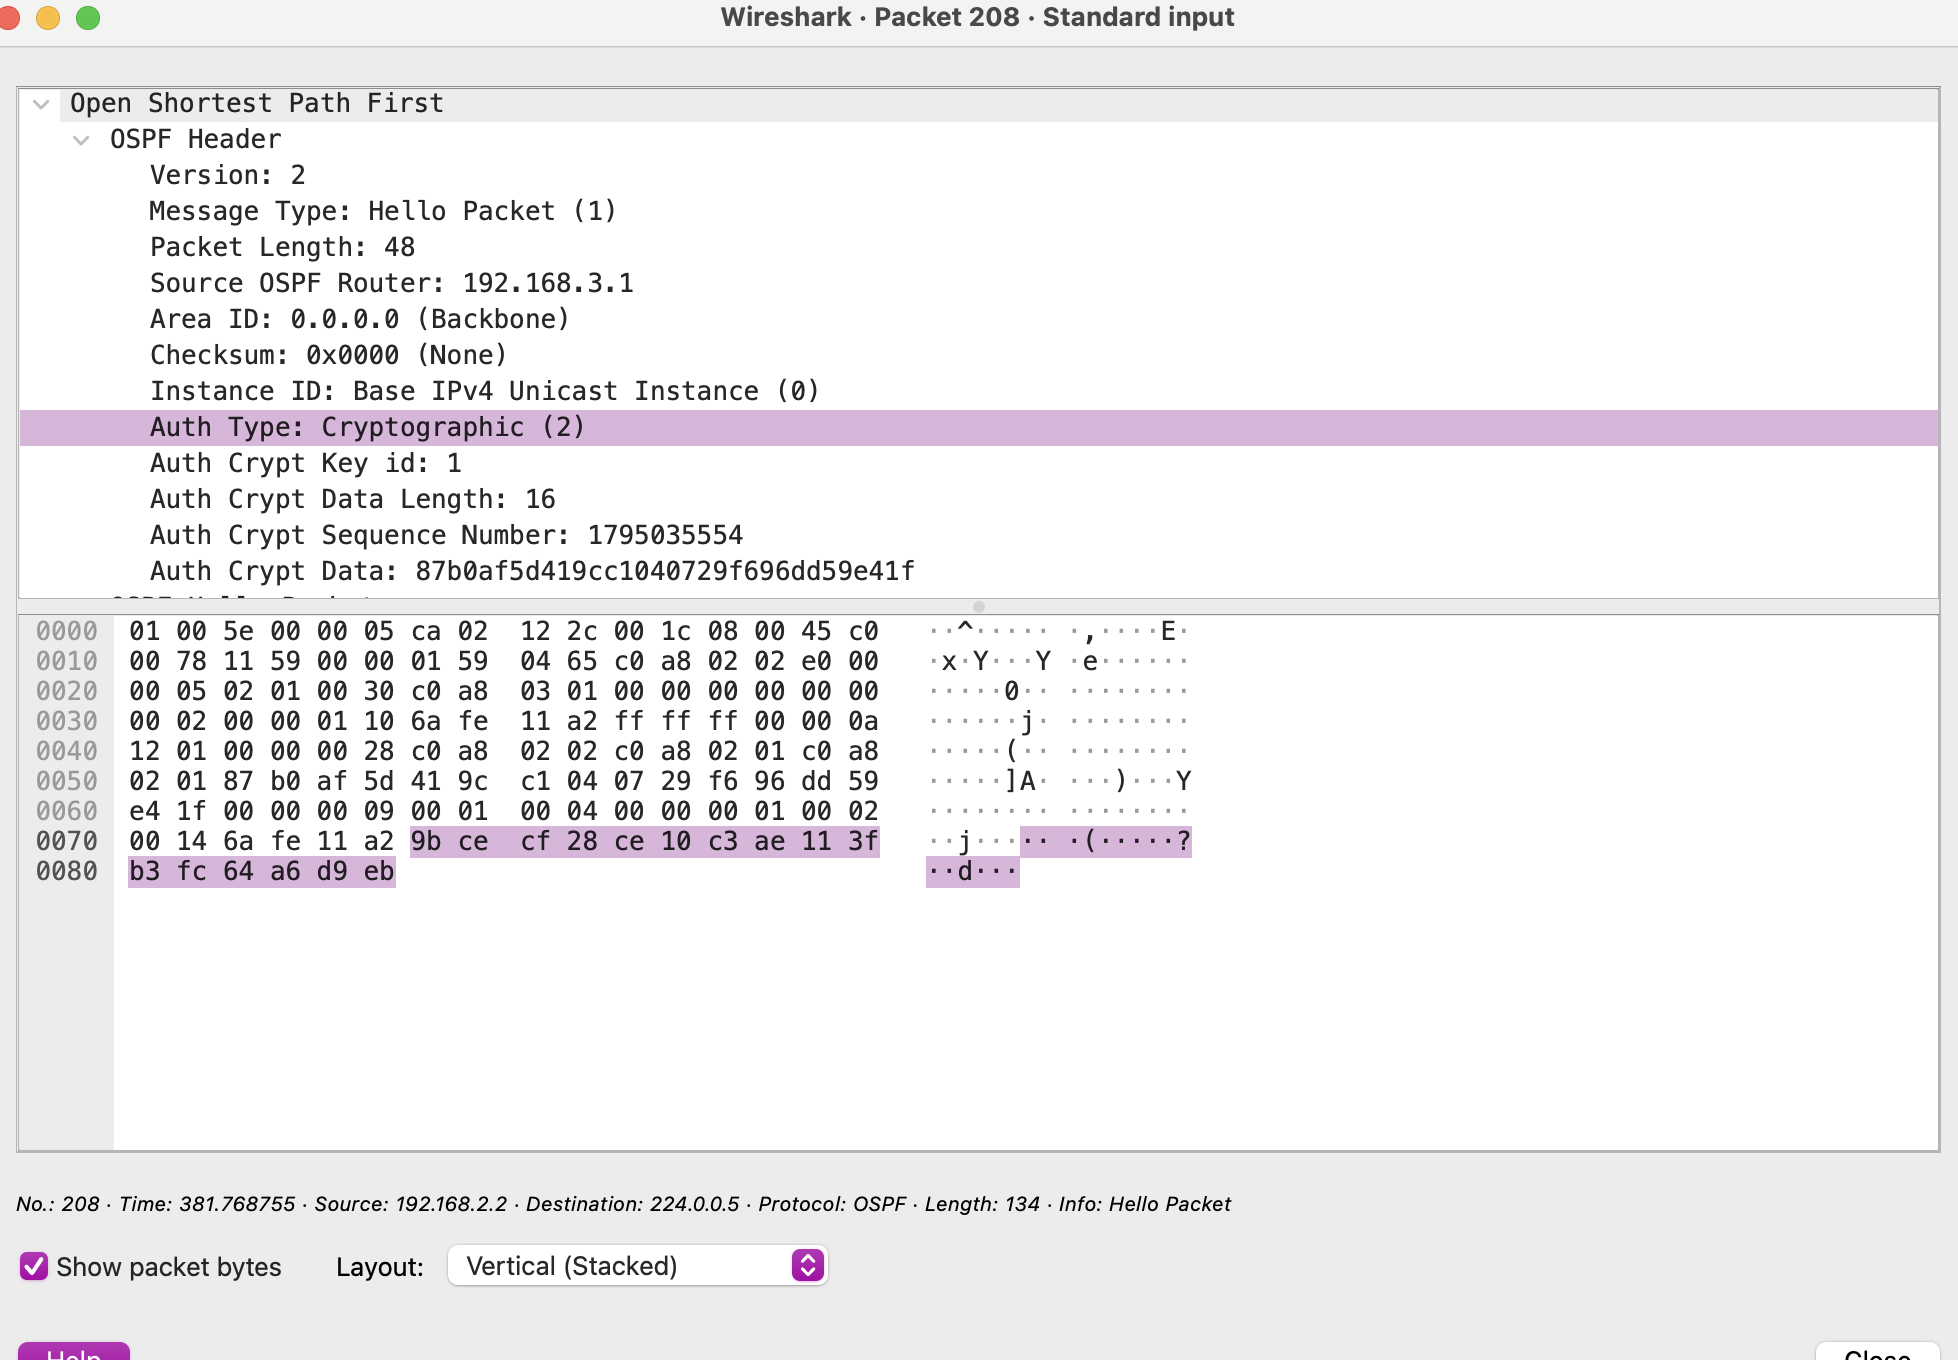 Wireshark · Packet 208 · Standard input
Open Shortest Path First
OSPF Header
Version: 2
Message Type: Hello Packet (1)
Packet Length: 48
Source OSPF Router: 192.168.3.1
Area ID: 0.0.0.0 (Backbone)
Checksum: 0x0000 (None)
Instance ID: Base IPv4 Unicast Instance (0)
Auth Type: Cryptographic (2)
Auth Crypt Key id: 1
Auth Crypt Data Length: 16
Auth Crypt Sequence Number: 1795035554
Auth Crypt Data: 87b0af5d419cc1040729f696dd59e41f
0000 01 00 5e 00 00 05 ca 02 12 2c 00 1c 08 00 45 c0 ··^····· ·,····E·
0010 00 78 11 59 00 00 01 59 04 65 c0 a8 02 02 e0 00 ·x·Y···Y ·e······
0020 00 05 02 01 00 30 c0 a8 03 01 00 00 00 00 00 00 ·····0·· ········
0030 00 02 00 00 01 10 6a fe 11 a2 ff ff ff 00 00 0a ······j· ········
0040 12 01 00 00 00 28 c0 a8 02 02 c0 a8 02 01 c0 a8 ·····(·· ········
0050 02 01 87 b0 af 5d 41 9c c1 04 07 29 f6 96 dd 59 ·····]A· ···)···Y
0060 e4 1f 00 00 00 09 00 01 00 04 00 00 00 01 00 02 ········ ········
0070 00 14 6a fe 11 a2 9b ce cf 28 ce 10 c3 ae 11 3f ··j····· ·(·····?
0080 b3 fc 64 a6 d9 eb ··d···
No.: 208 · Time: 381.768755 · Source: 192.168.2.2 · Destination: 224.0.0.5 · Protocol: OSPF · Length: 134 · Info: Hello Packet
Show packet bytes Layout: Vertical (Stacked)
Help Close